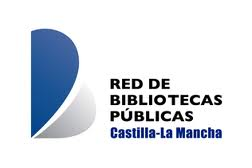 RED DE
BIBLIOTECAS
PÚBLICAS
Castilla-La Mancha